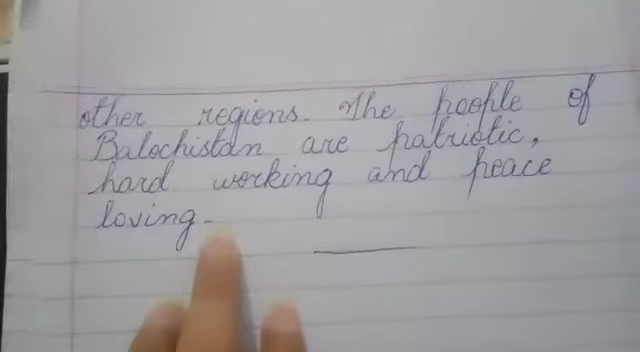 other regions. The people of
Balochistan are patriotic,
hard working and peace
loving.